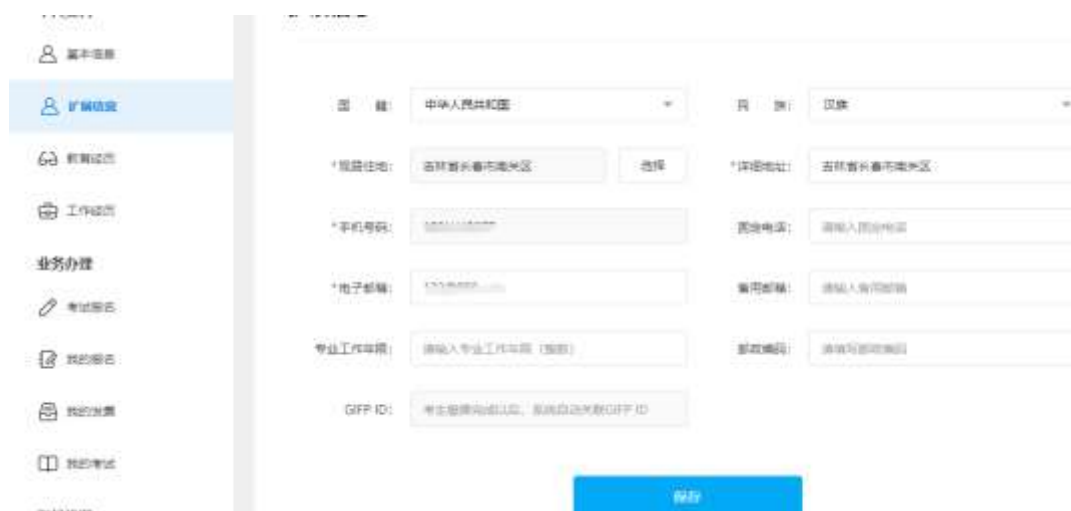 基本信息
扩展信息
教育经历
工作经历
业务办理
考试报名
我的报名
我的发票
我的考试
国 籍: 中华人民共和国 民 族: 汉族
*现居住地: 吉林省长春市南关区 选择 *详细地址: 吉林省长春市南关区
*手机号码: 固定电话: 请输入固定电话
*电子邮箱: 备用邮箱: 请输入备用邮箱
专业工作年限: 请输入专业工作年限（整数） 邮政编码: 请填写邮政编码
GIFP ID: 考生缴费完成以后，系统自动关联GIFP ID
保存